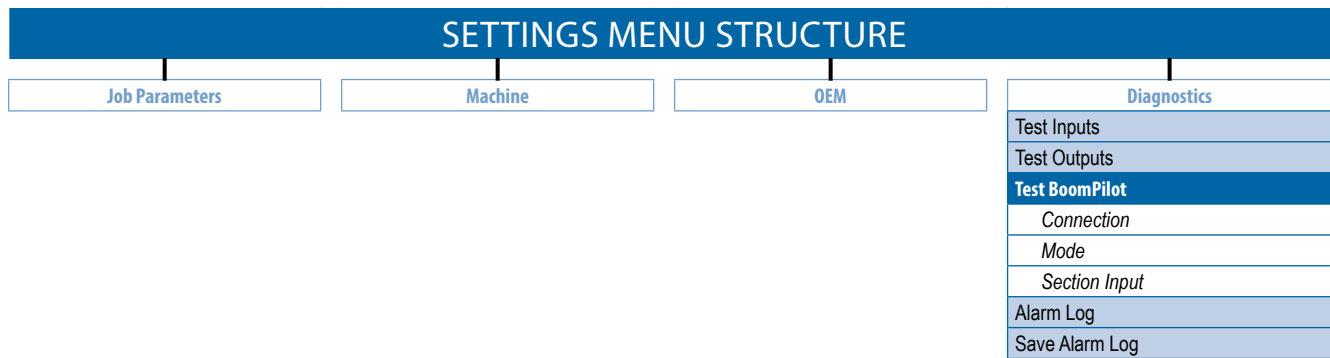 SETTINGS MENU STRUCTURE
Job Parameters
Machine
OEM
Diagnostics
Test Inputs
Test Outputs
Test BoomPilot
Connection
Mode
Section Input
Alarm Log
Save Alarm Log